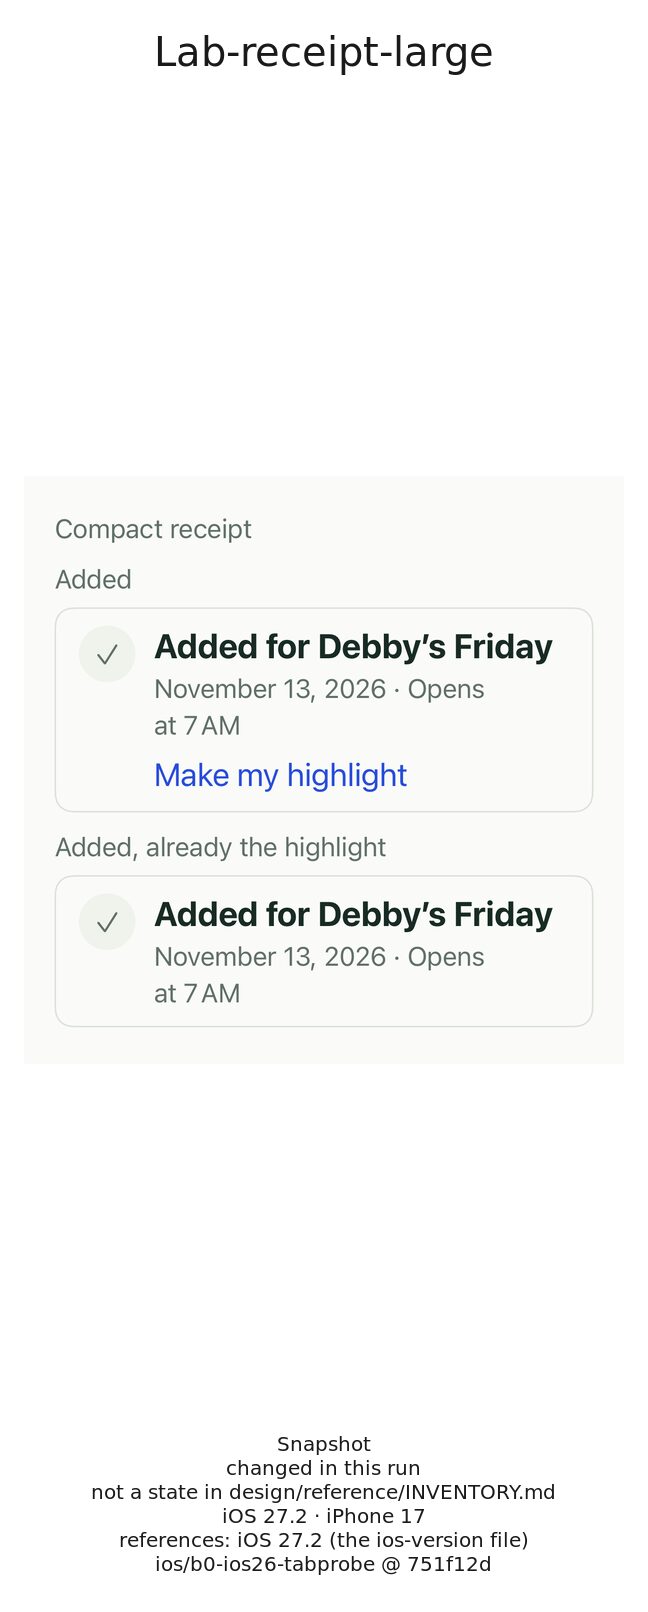 Lab-receipt-large
Compact receipt
Added
Added for Debby’s Friday
November 13, 2026 · Opens
at 7 AM
Make my highlight
Added, already the highlight
Added for Debby’s Friday
November 13, 2026 · Opens
at 7 AM
Snapshot
changed in this run
not a state in design/reference/INVENTORY.md
iOS 27.2 · iPhone 17
references: iOS 27.2 (the ios-version file)
ios/b0-ios26-tabprobe @ 751f12d